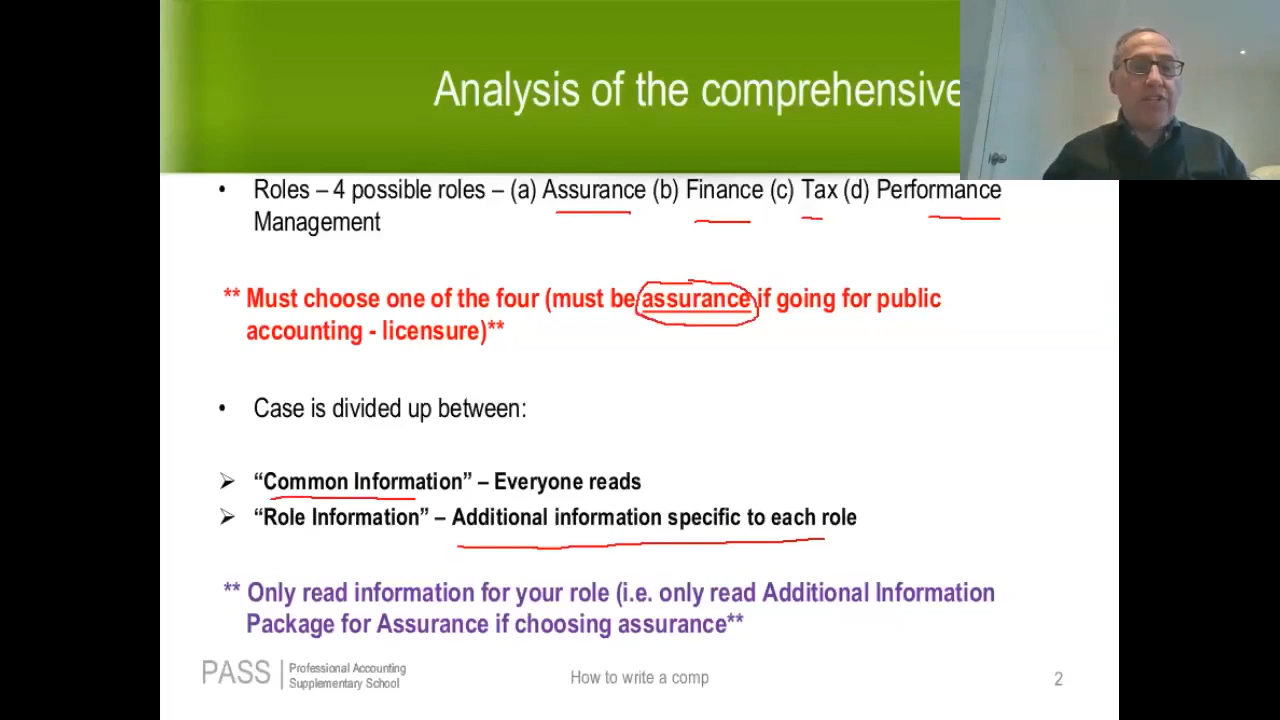 Analysis of the comprehensive
• Roles – 4 possible roles – (a) Assurance (b) Finance (c) Tax (d) Performance
Management
** Must choose one of the four (must be assurance if going for public
accounting - licensure)**
• Case is divided up between:
➢ “Common Information” – Everyone reads
➢ “Role Information” – Additional information specific to each role
** Only read information for your role (i.e. only read Additional Information
Package for Assurance if choosing assurance**
PASS | Professional Accounting
Supplementary School
How to write a comp
2